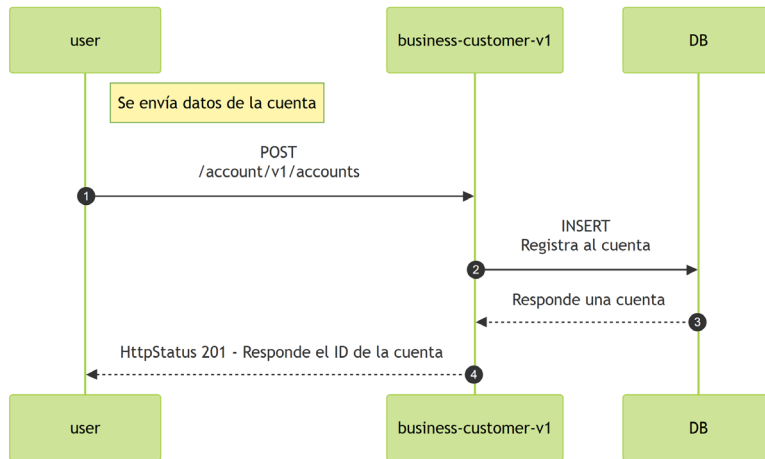 user
business-customer-v1
DB
Se envía datos de la cuenta
POST
/account/v1/accounts
1
INSERT
Registra al cuenta
2
Responde una cuenta
3
HttpStatus 201 - Responde el ID de la cuenta
4
user
business-customer-v1
DB